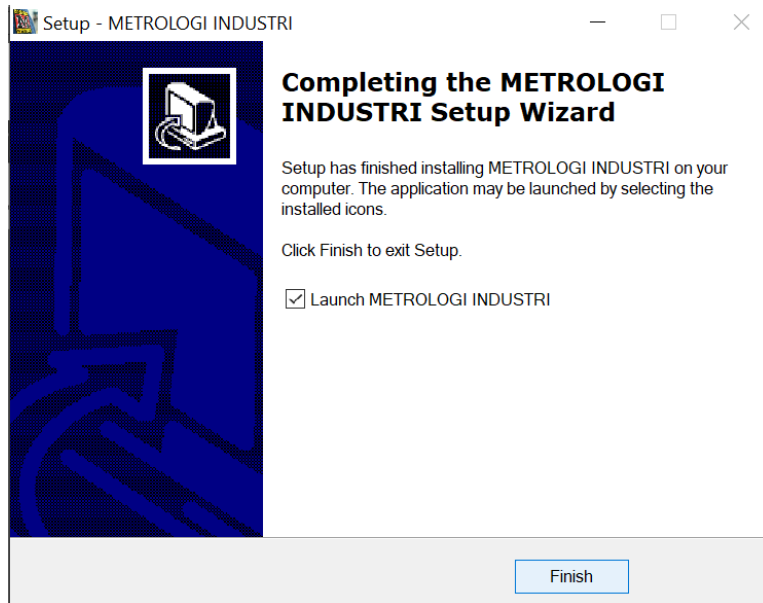 Setup - METROLOGI INDUSTRI
Completing the METROLOGI
INDUSTRI Setup Wizard
Setup has finished installing METROLOGI INDUSTRI on your
computer. The application may be launched by selecting the
installed icons.
Click Finish to exit Setup.
Launch METROLOGI INDUSTRI
Finish